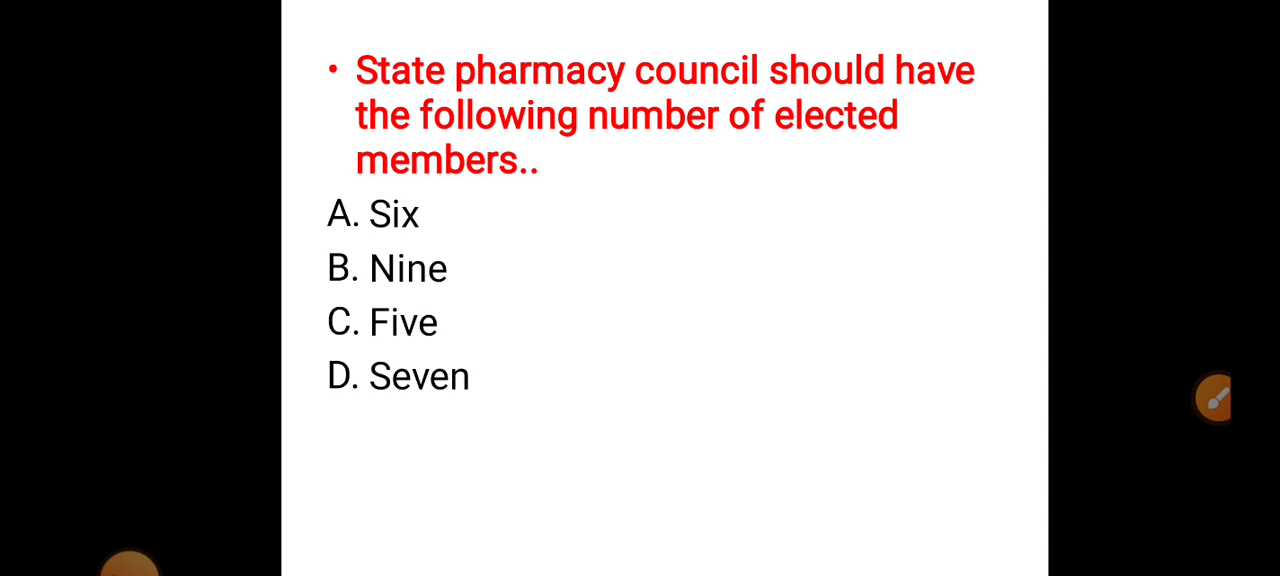 • State pharmacy council should have
the following number of elected
members..
A. Six
B. Nine
C. Five
D. Seven